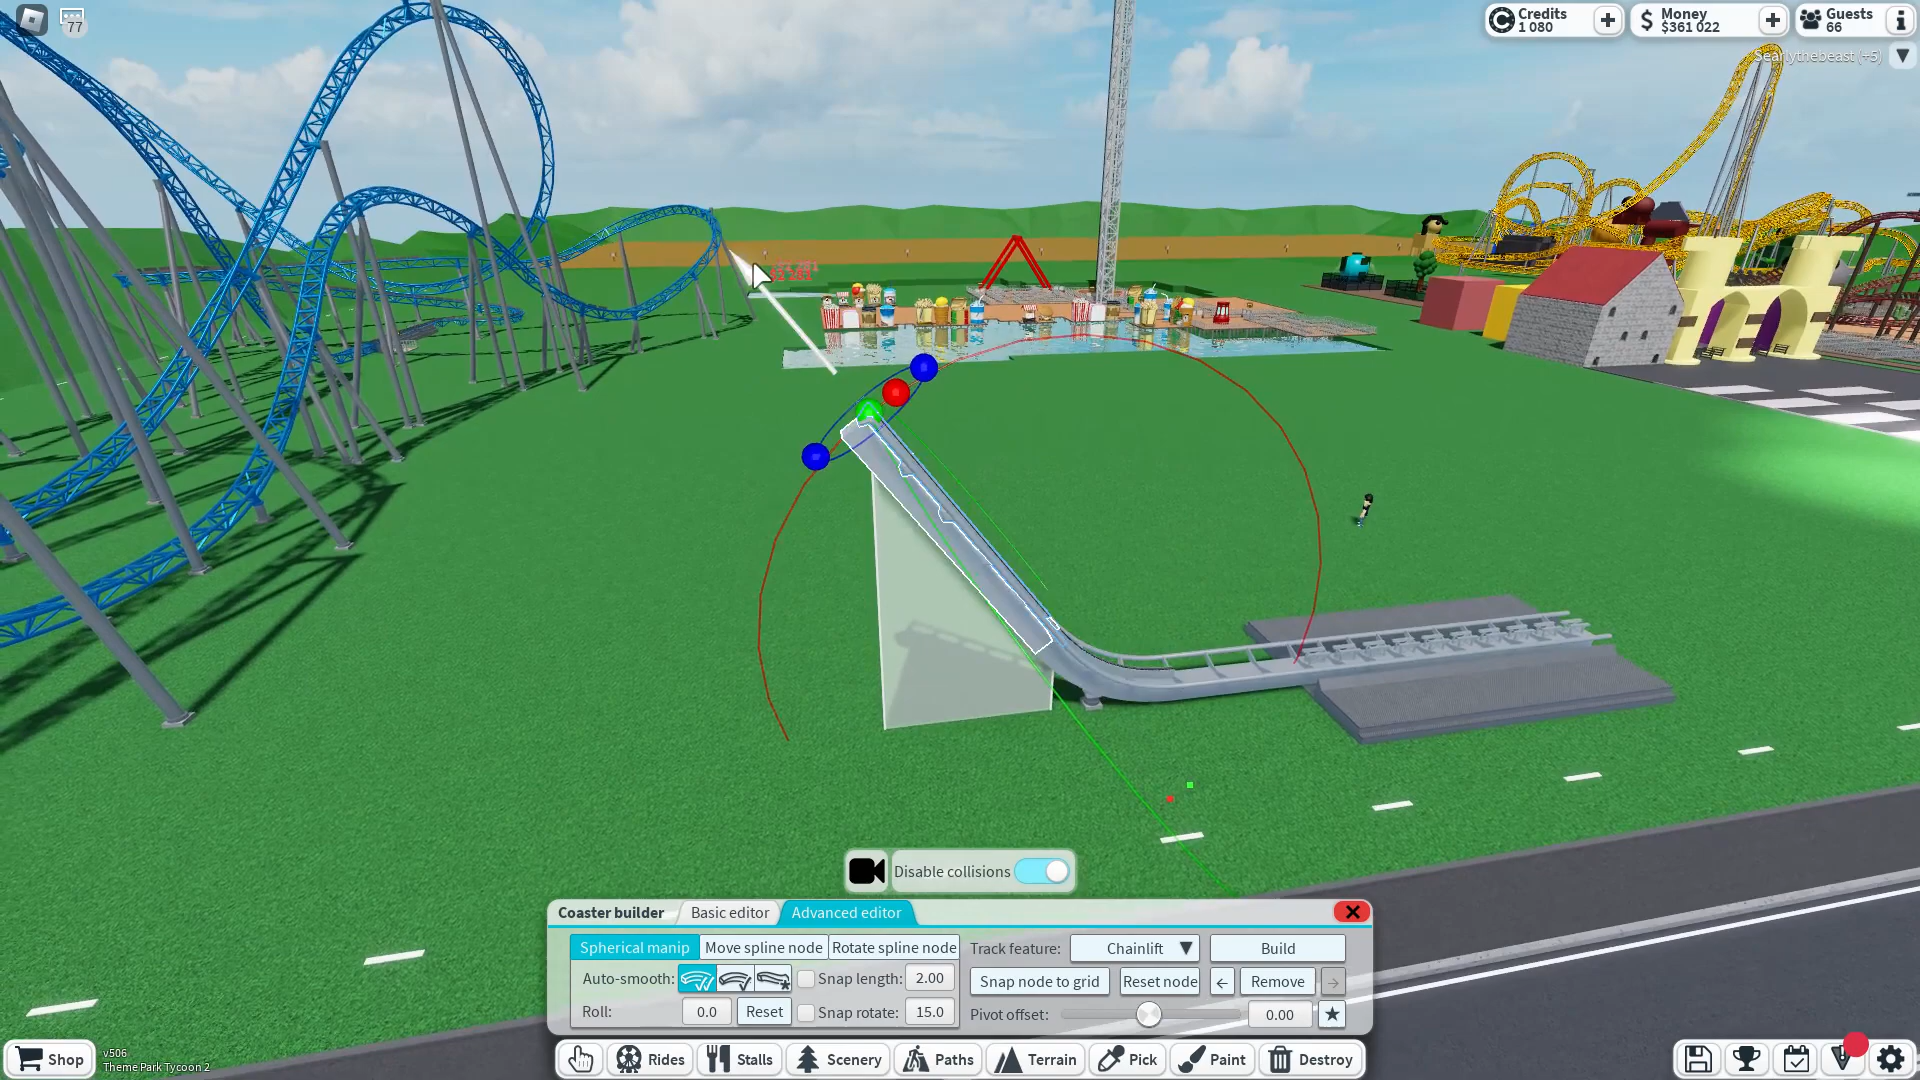 77
Credits
1 080
Money
$361 022
Guests
66
Searlythebeast (+5)
Disable collisions
Coaster builder
Basic editor
Advanced editor
Spherical manip
Move spline node
Rotate spline node
Track feature:
Chainlift
Build
Auto-smooth:
Snap length:
2.00
Snap node to grid
Reset node
←
Remove
→
Roll:
0.0
Reset
Snap rotate:
15.0
Pivot offset:
0.00
Shop
v506
Theme Park Tycoon 2
Rides
Stalls
Scenery
Paths
Terrain
Pick
Paint
Destroy